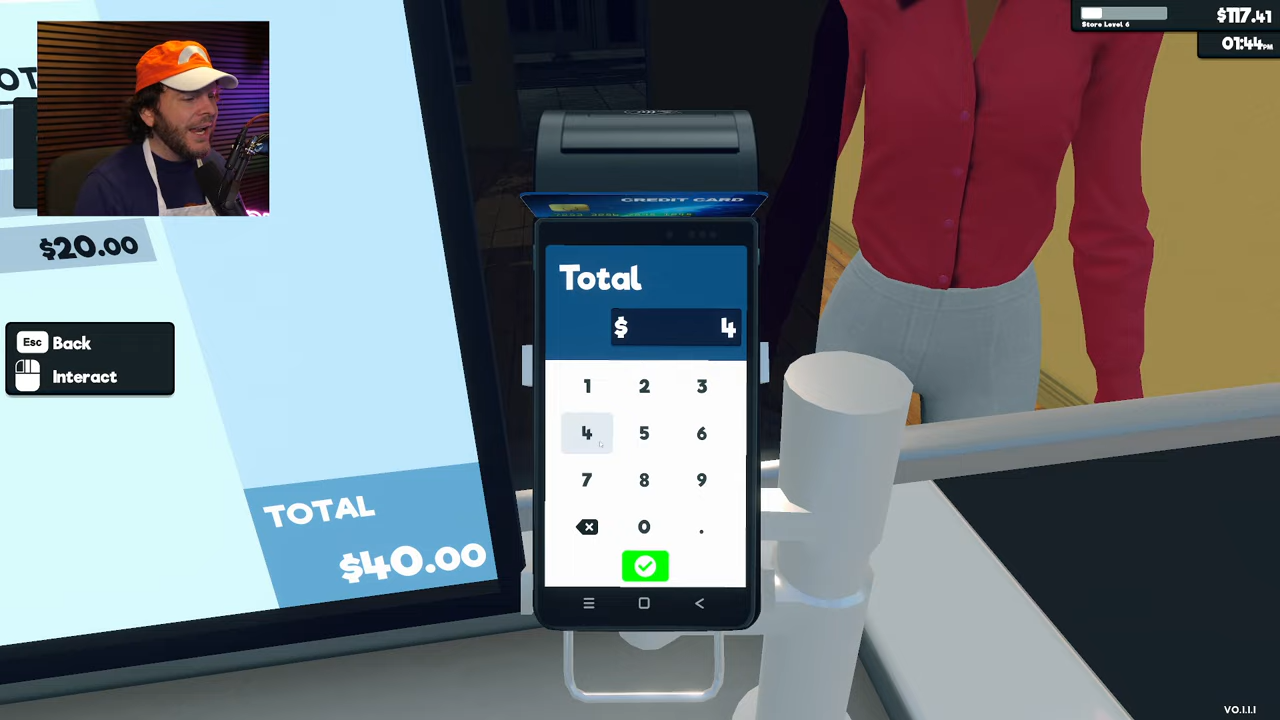 $117.41
Store Level 6
01:44PM
CREDIT CARD
$20.00
Total
$ 4
Esc Back
Interact
1 2 3
4 5 6
7 8 9
0 .
TOTAL
$40.00
V0.1.1.1